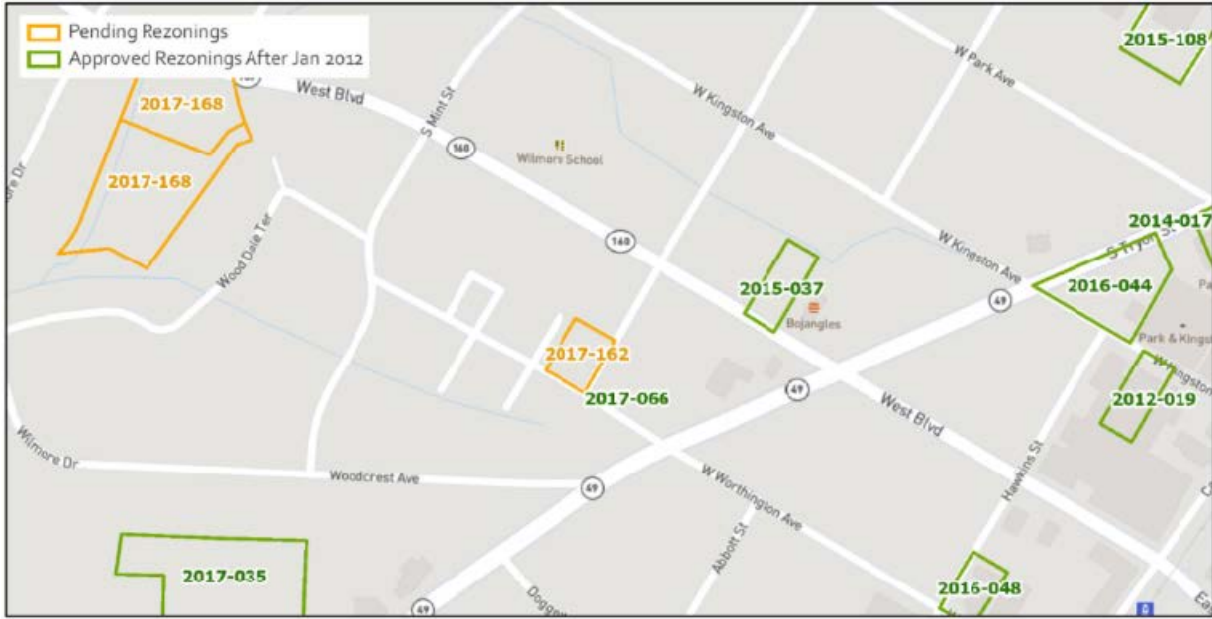 Pending Rezonings
Approved Rezonings After Jan 2012
2015-108
2017-168
West Blvd
S Mint St
W Park Ave
W Kingston Ave
160
Wilmore School
2017-168
Wood Dale Ter
160
2014-017
S Tryon St
W Kingston Ave
2015-037
2016-044
49
Bojangles
Park & Kingst
2017-162
2017-066
49
West Blvd
W Kingston
2012-019
Wilmore Dr
Woodcrest Ave
49
W Worthington Ave
Hawkins St
Abbott St
2017-035
2016-048
49
Dogget